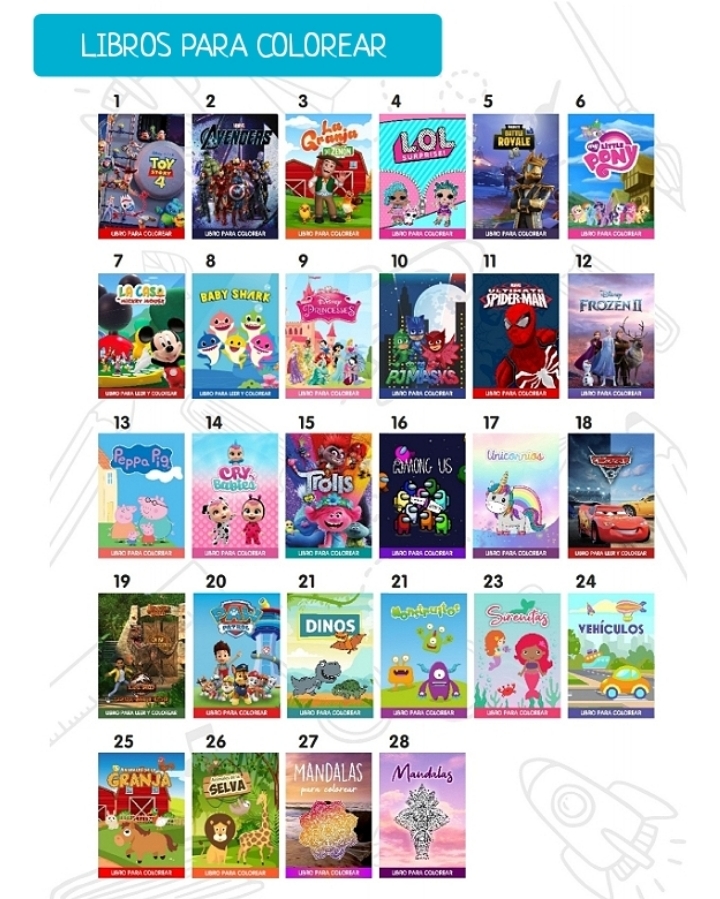 LIBROS PARA COLOREAR
1 2 3 4 5 6
TOY
STORY
4
LIBRO PARA COLOREAR
AVENGERS
LIBRO PARA COLOREAR
La
Granja
DE ZENÓN
LIBRO PARA COLOREAR
L.O.L.
SURPRISE!
LIBRO PARA COLOREAR
BATTLE
ROYALE
LIBRO PARA COLOREAR
MY LITTLE
PONY
LIBRO PARA COLOREAR
7 8 9 10 11 12
LA CASA
MICKEY MOUSE
LIBRO PARA LEER Y COLOREAR
BABY SHARK
LIBRO PARA LEER Y COLOREAR
Disney
PRINCESSES
LIBRO PARA COLOREAR
PJMASKS
ULTIMATE
SPIDER-MAN
LIBRO PARA COLOREAR
Disney
FROZEN II
LIBRO PARA COLOREAR
13 14 15 16 17 18
Peppa Pig
LIBRO PARA COLOREAR
CRY
Babies
LIBRO PARA COLOREAR
Trolls
LIBRO PARA COLOREAR
AMONG US
LIBRO PARA COLOREAR
Unicornios
LIBRO PARA COLOREAR
LIBRO PARA LEER Y COLOREAR
19 20 21 21 23 24
LIBRO PARA LEER Y COLOREAR
PAW
PATROL
LIBRO PARA COLOREAR
DINOS
LIBRO PARA COLOREAR
Monstruitos
LIBRO PARA COLOREAR
Sirenitas
LIBRO PARA COLOREAR
VEHÍCULOS
LIBRO PARA COLOREAR
25 26 27 28
ANIMALES DE LA
GRANJA
LIBRO PARA COLOREAR
Animales de la
SELVA
LIBRO PARA COLOREAR
MANDALAS
para colorear
LIBRO PARA COLOREAR
Mandalas
LIBRO PARA COLOREAR